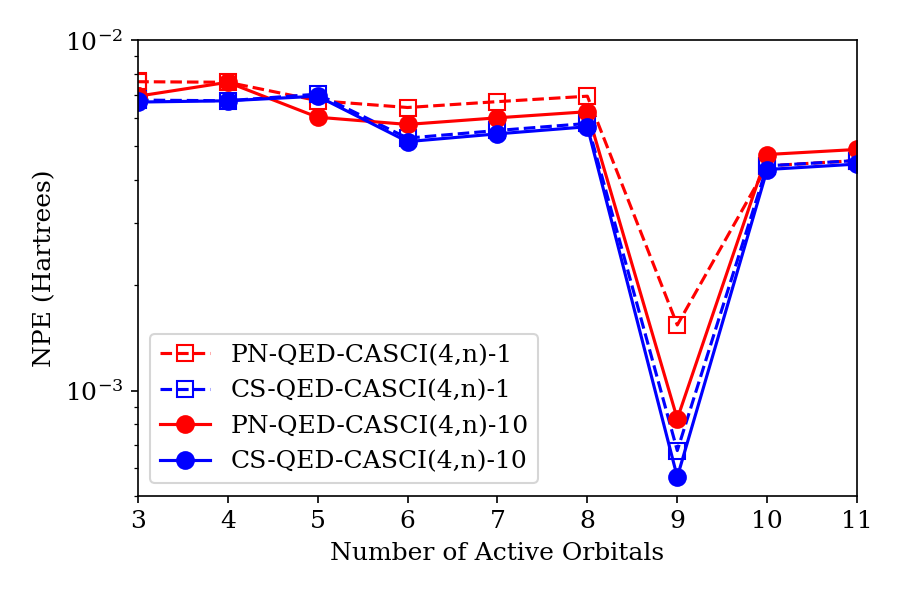 10⁻²
10⁻³
NPE (Hartrees)
PN-QED-CASCI(4,n)-1
CS-QED-CASCI(4,n)-1
PN-QED-CASCI(4,n)-10
CS-QED-CASCI(4,n)-10
3 4 5 6 7 8 9 10 11
Number of Active Orbitals